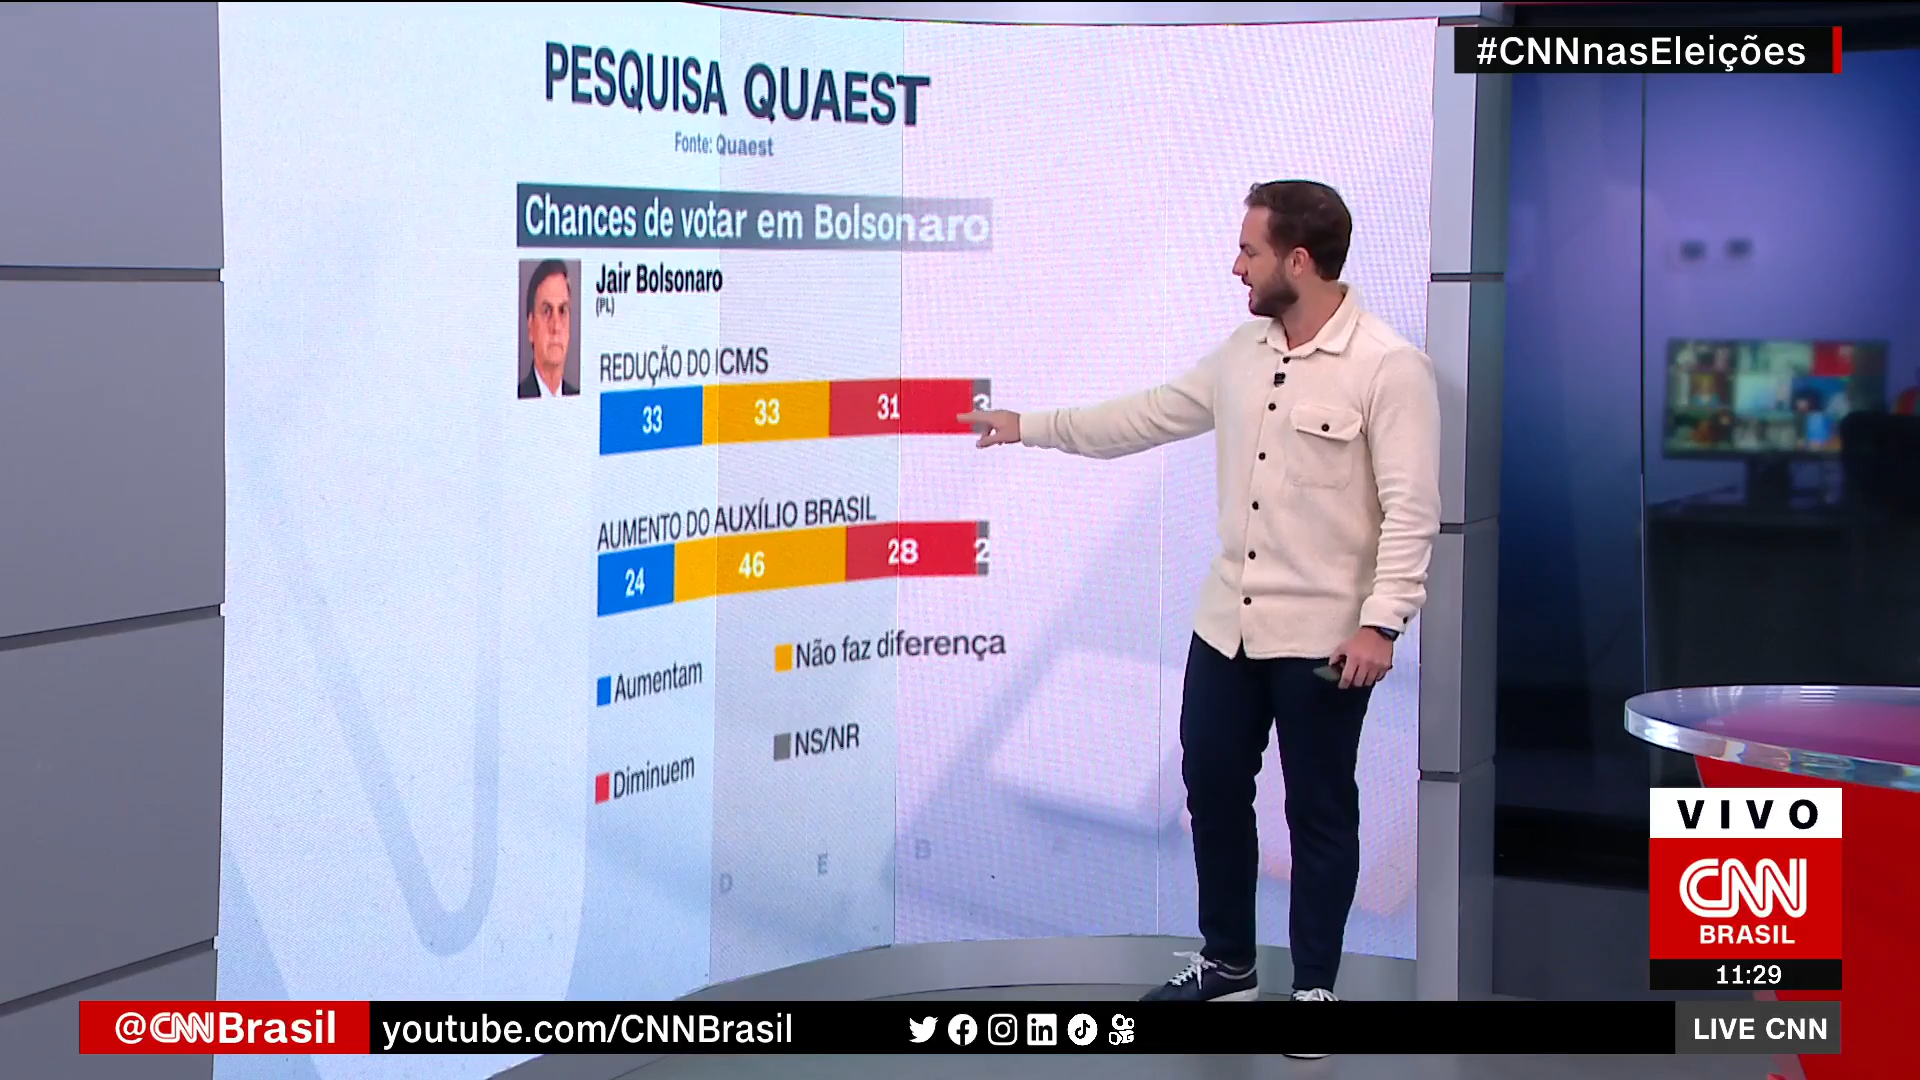 #CNNnasEleições
PESQUISA QUAEST
Fonte: Quaest
Chances de votar em Bolsonaro
Jair Bolsonaro
(PL)
REDUÇÃO DO ICMS
33 33 31 3
AUMENTO DO AUXÍLIO BRASIL
24 46 28 2
Aumentam
Não faz diferença
Diminuem
NS/NR
D E B
VIVO
CNN
BRASIL
11:29
@CNNBrasil youtube.com/CNNBrasil LIVE CNN